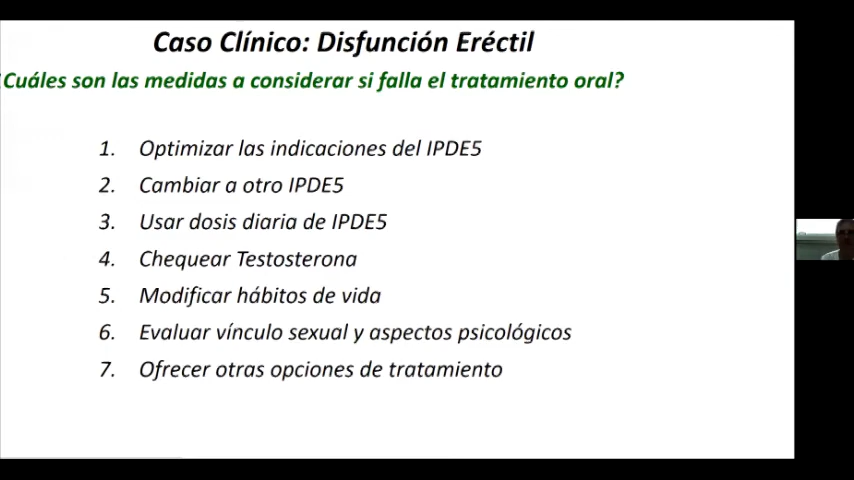 Caso Clínico: Disfunción Eréctil
¿Cuáles son las medidas a considerar si falla el tratamiento oral?
1. Optimizar las indicaciones del IPDE5
2. Cambiar a otro IPDE5
3. Usar dosis diaria de IPDE5
4. Chequear Testosterona
5. Modificar hábitos de vida
6. Evaluar vínculo sexual y aspectos psicológicos
7. Ofrecer otras opciones de tratamiento